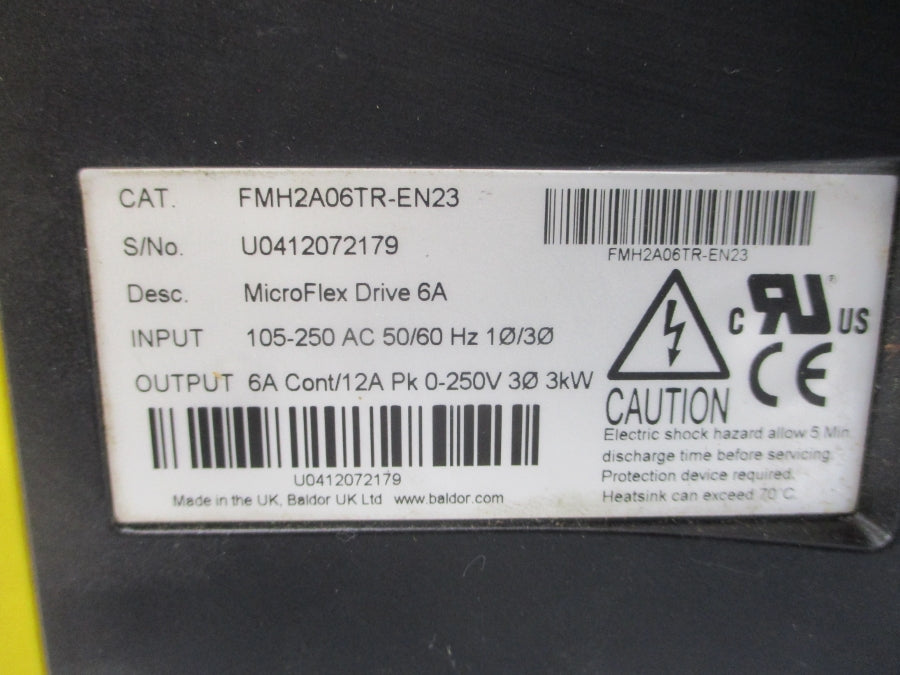 CAT. FMH2A06TR-EN23
S/No. U0412072179
Desc. MicroFlex Drive 6A
INPUT 105-250 AC 50/60 Hz 1Ø/3Ø
OUTPUT 6A Cont/12A Pk 0-250V 3Ø 3kW
U0412072179
Made in the UK, Baldor UK Ltd www.baldor.com
FMH2A06TR-EN23
c RU ® US
CE
CAUTION
Electric shock hazard allow 5 Min
discharge time before servicing.
Protection device required.
Heatsink can exceed 70°C.